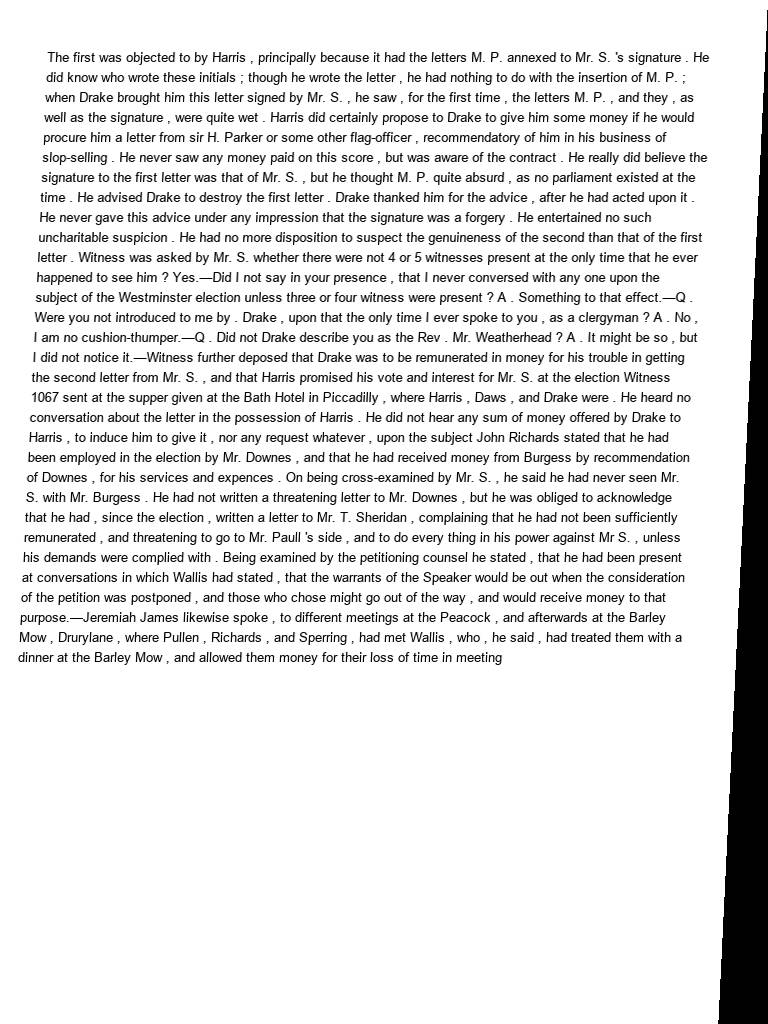 The first was objected to by Harris , principally because it had the letters M. P. annexed to Mr. S. 's signature . He
did know who wrote these initials ; though he wrote the letter , he had nothing to do with the insertion of M. P. ;
when Drake brought him this letter signed by Mr. S. , he saw , for the first time , the letters M. P. , and they , as
well as the signature , were quite wet . Harris did certainly propose to Drake to give him some money if he would
procure him a letter from sir H. Parker or some other flag-officer , recommendatory of him in his business of
slop-selling . He never saw any money paid on this score , but was aware of the contract . He really did believe the
signature to the first letter was that of Mr. S. , but he thought M. P. quite absurd , as no parliament existed at the
time . He advised Drake to destroy the first letter . Drake thanked him for the advice , after he had acted upon it .
He never gave this advice under any impression that the signature was a forgery . He entertained no such
uncharitable suspicion . He had no more disposition to suspect the genuineness of the second than that of the first
letter . Witness was asked by Mr. S. whether there were not 4 or 5 witnesses present at the only time that he ever
happened to see him ? Yes.—Did I not say in your presence , that I never conversed with any one upon the
subject of the Westminster election unless three or four witness were present ? A . Something to that effect.—Q .
Were you not introduced to me by . Drake , upon that the only time I ever spoke to you , as a clergyman ? A . No ,
I am no cushion-thumper.—Q . Did not Drake describe you as the Rev . Mr. Weatherhead ? A . It might be so , but
I did not notice it.—Witness further deposed that Drake was to be remunerated in money for his trouble in getting
the second letter from Mr. S. , and that Harris promised his vote and interest for Mr. S. at the election Witness
1067 sent at the supper given at the Bath Hotel in Piccadilly , where Harris , Daws , and Drake were . He heard no
conversation about the letter in the possession of Harris . He did not hear any sum of money offered by Drake to
Harris , to induce him to give it , nor any request whatever , upon the subject John Richards stated that he had
been employed in the election by Mr. Downes , and that he had received money from Burgess by recommendation
of Downes , for his services and expences . On being cross-examined by Mr. S. , he said he had never seen Mr.
S. with Mr. Burgess . He had not written a threatening letter to Mr. Downes , but he was obliged to acknowledge
that he had , since the election , written a letter to Mr. T. Sheridan , complaining that he had not been sufficiently
remunerated , and threatening to go to Mr. Paull 's side , and to do every thing in his power against Mr S. , unless
his demands were complied with . Being examined by the petitioning counsel he stated , that he had been present
at conversations in which Wallis had stated , that the warrants of the Speaker would be out when the consideration
of the petition was postponed , and those who chose might go out of the way , and would receive money to that
purpose.—Jeremiah James likewise spoke , to different meetings at the Peacock , and afterwards at the Barley
Mow , Drurylane , where Pullen , Richards , and Sperring , had met Wallis , who , he said , had treated them with a
dinner at the Barley Mow , and allowed them money for their loss of time in meeting